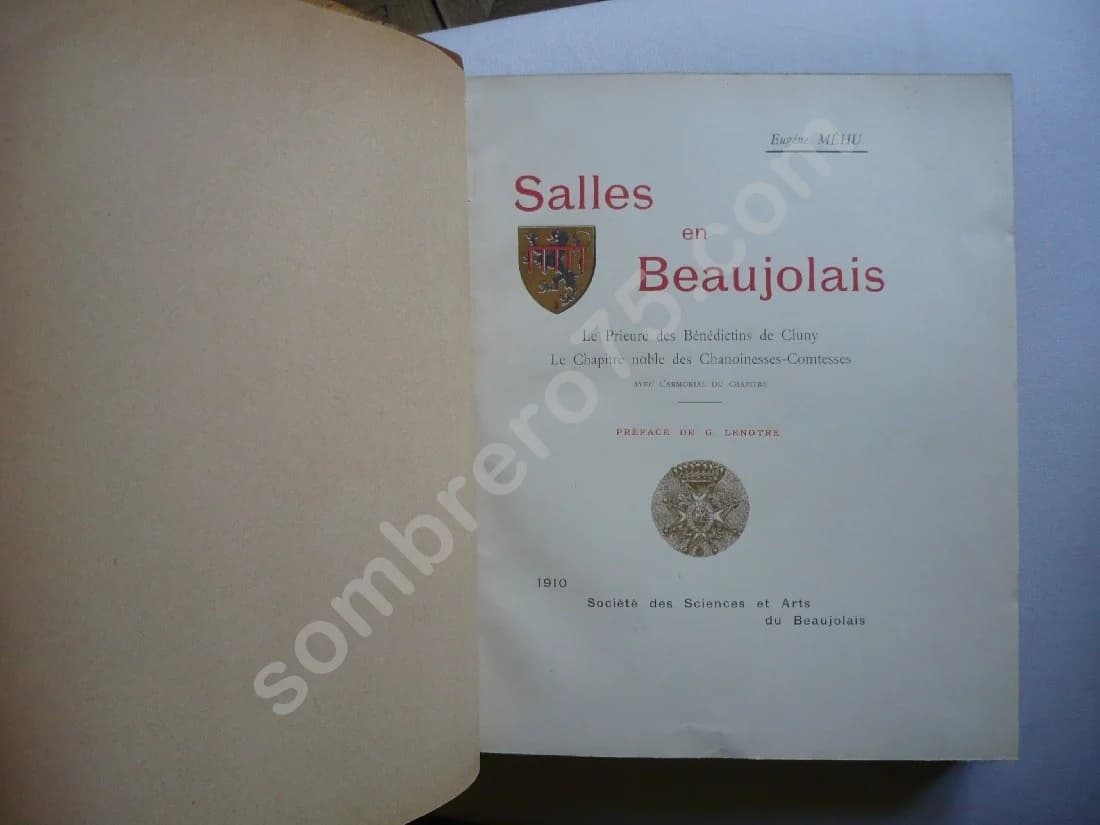 Eugène MÉHU
Salles
en
Beaujolais
Le Prieuré des Bénédictins de Cluny
Le Chapitre noble des Chanoinesses-Comtesses
AVEC L'ARMORIAL DU CHAPITRE
PRÉFACE DE G. LENOTRE
1910
Société des Sciences et Arts
du Beaujolais
sombrero75.com